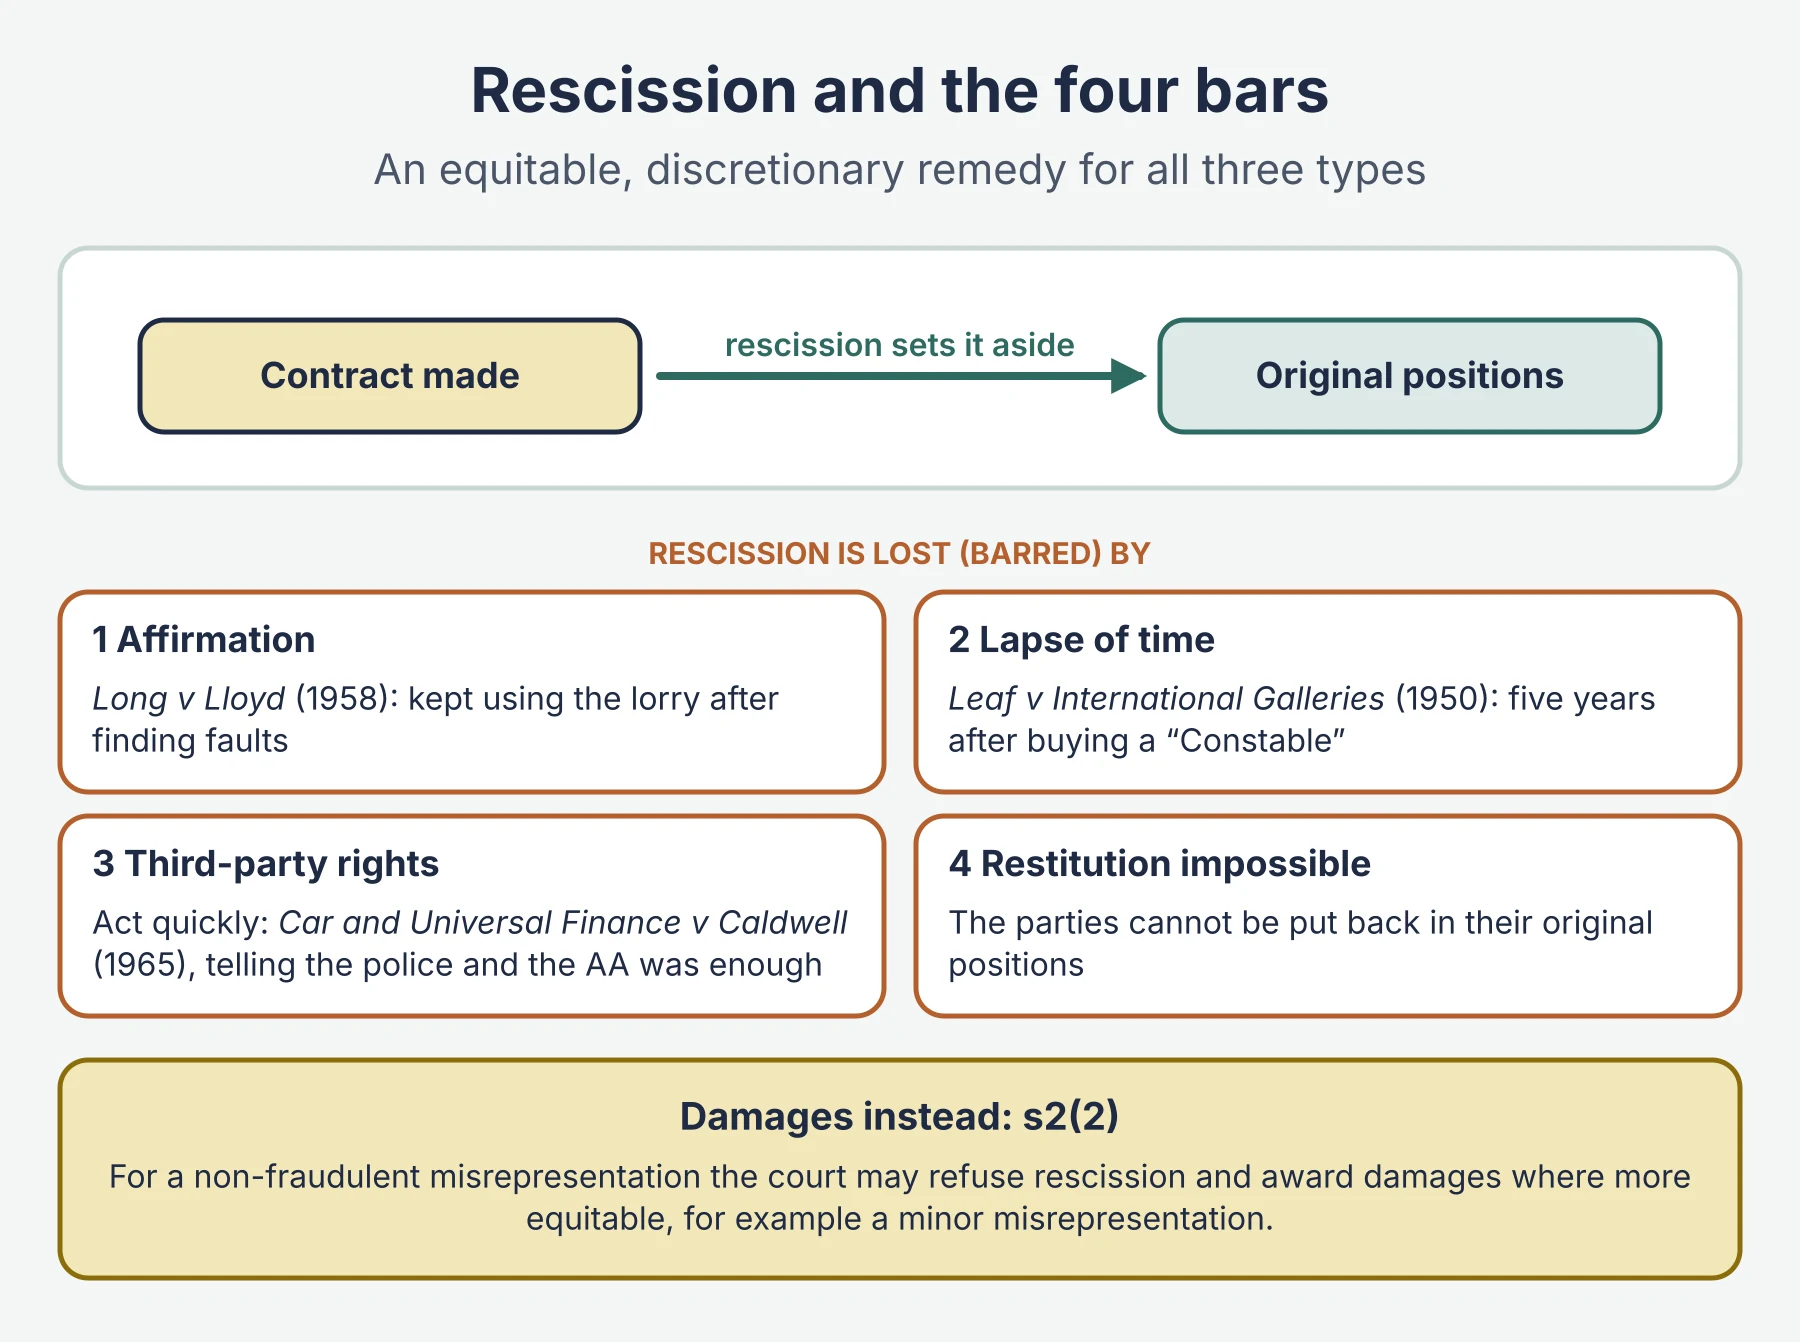 Rescission and the four bars
An equitable, discretionary remedy for all three types
Contract made
rescission sets it aside
Original positions
RESCISSION IS LOST (BARRED) BY
1 Affirmation
Long v Lloyd (1958): kept using the lorry after
finding faults
2 Lapse of time
Leaf v International Galleries (1950): five years
after buying a “Constable”
3 Third-party rights
Act quickly: Car and Universal Finance v Caldwell
(1965), telling the police and the AA was enough
4 Restitution impossible
The parties cannot be put back in their original
positions
Damages instead: s2(2)
For a non-fraudulent misrepresentation the court may refuse rescission and award damages where more
equitable, for example a minor misrepresentation.